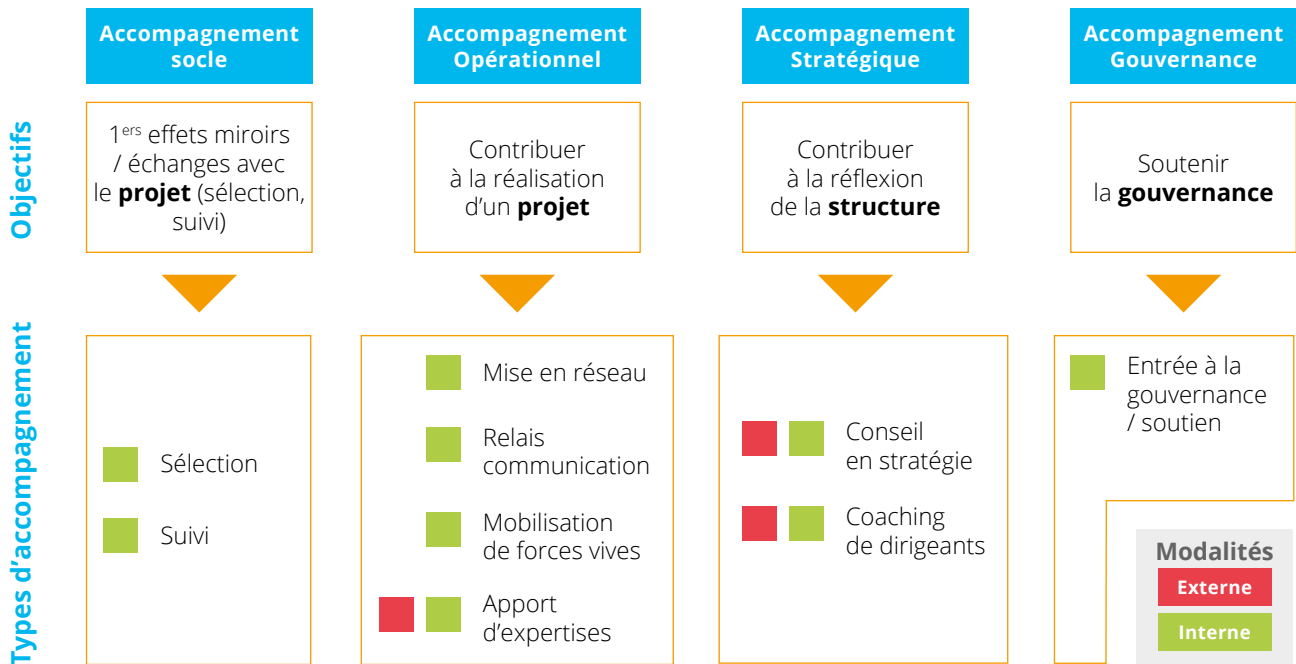 Accompagnement
socle
Accompagnement
Opérationnel
Accompagnement
Stratégique
Accompagnement
Gouvernance
Objectifs
1ers effets miroirs
/ échanges avec
le projet (sélection,
suivi)
Contribuer
à la réalisation
d’un projet
Contribuer
à la réflexion
de la structure
Soutenir
la gouvernance
Types d’accompagnement
Sélection
Suivi
Mise en réseau
Relais
communication
Mobilisation
de forces vives
Apport
d’expertises
Conseil
en stratégie
Coaching
de dirigeants
Entrée à la
gouvernance
/ soutien
Modalités
Externe
Interne